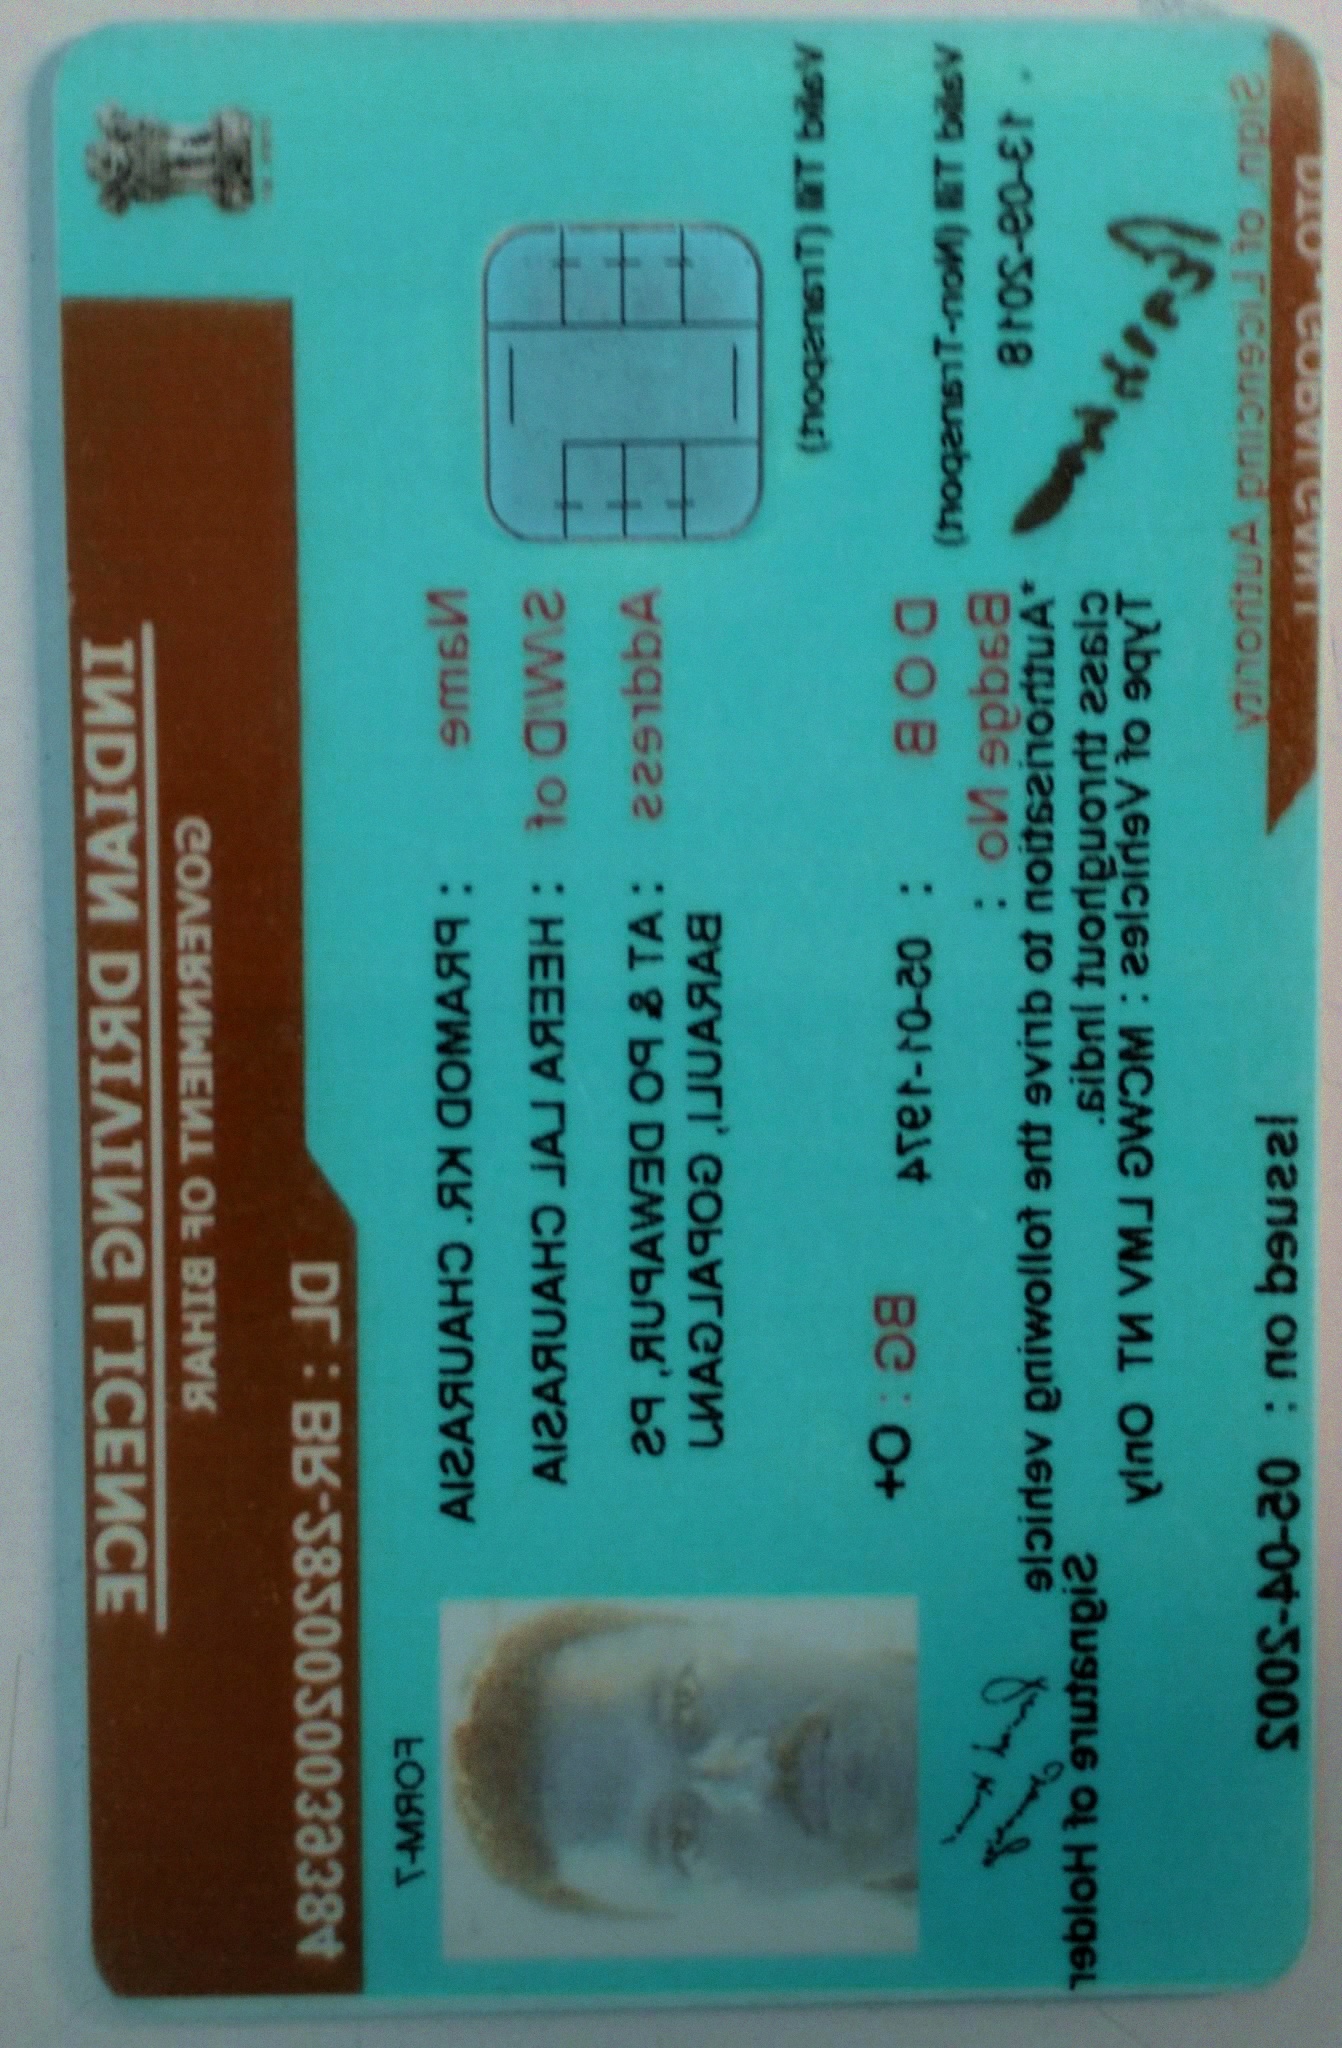 INDIAN DRIVING LICENCE
GOVERNMENT OF BIHAR
DL : BR-2820020039384
FORM-7
Name : PRAMOD KR. CHAURASIA
S/W/D of : HEERA LAL CHAURASIA
Address : AT & PO DEWAPUR, PS
BARAULI, GOPALGANJ
Valid Till (Transport)
D O B : 05-01-1974 BG : O+
Valid Till (Non-Transport)
13-09-2018
Badge No :
*Authorisation to drive the following vehicle
class throughout India.
Type of Vehicles : MCWG LMV NT Only
Signature of Holder
Sign of Licencing Authority
DTO : GOPALGANJ
Issued on : 05-04-2002